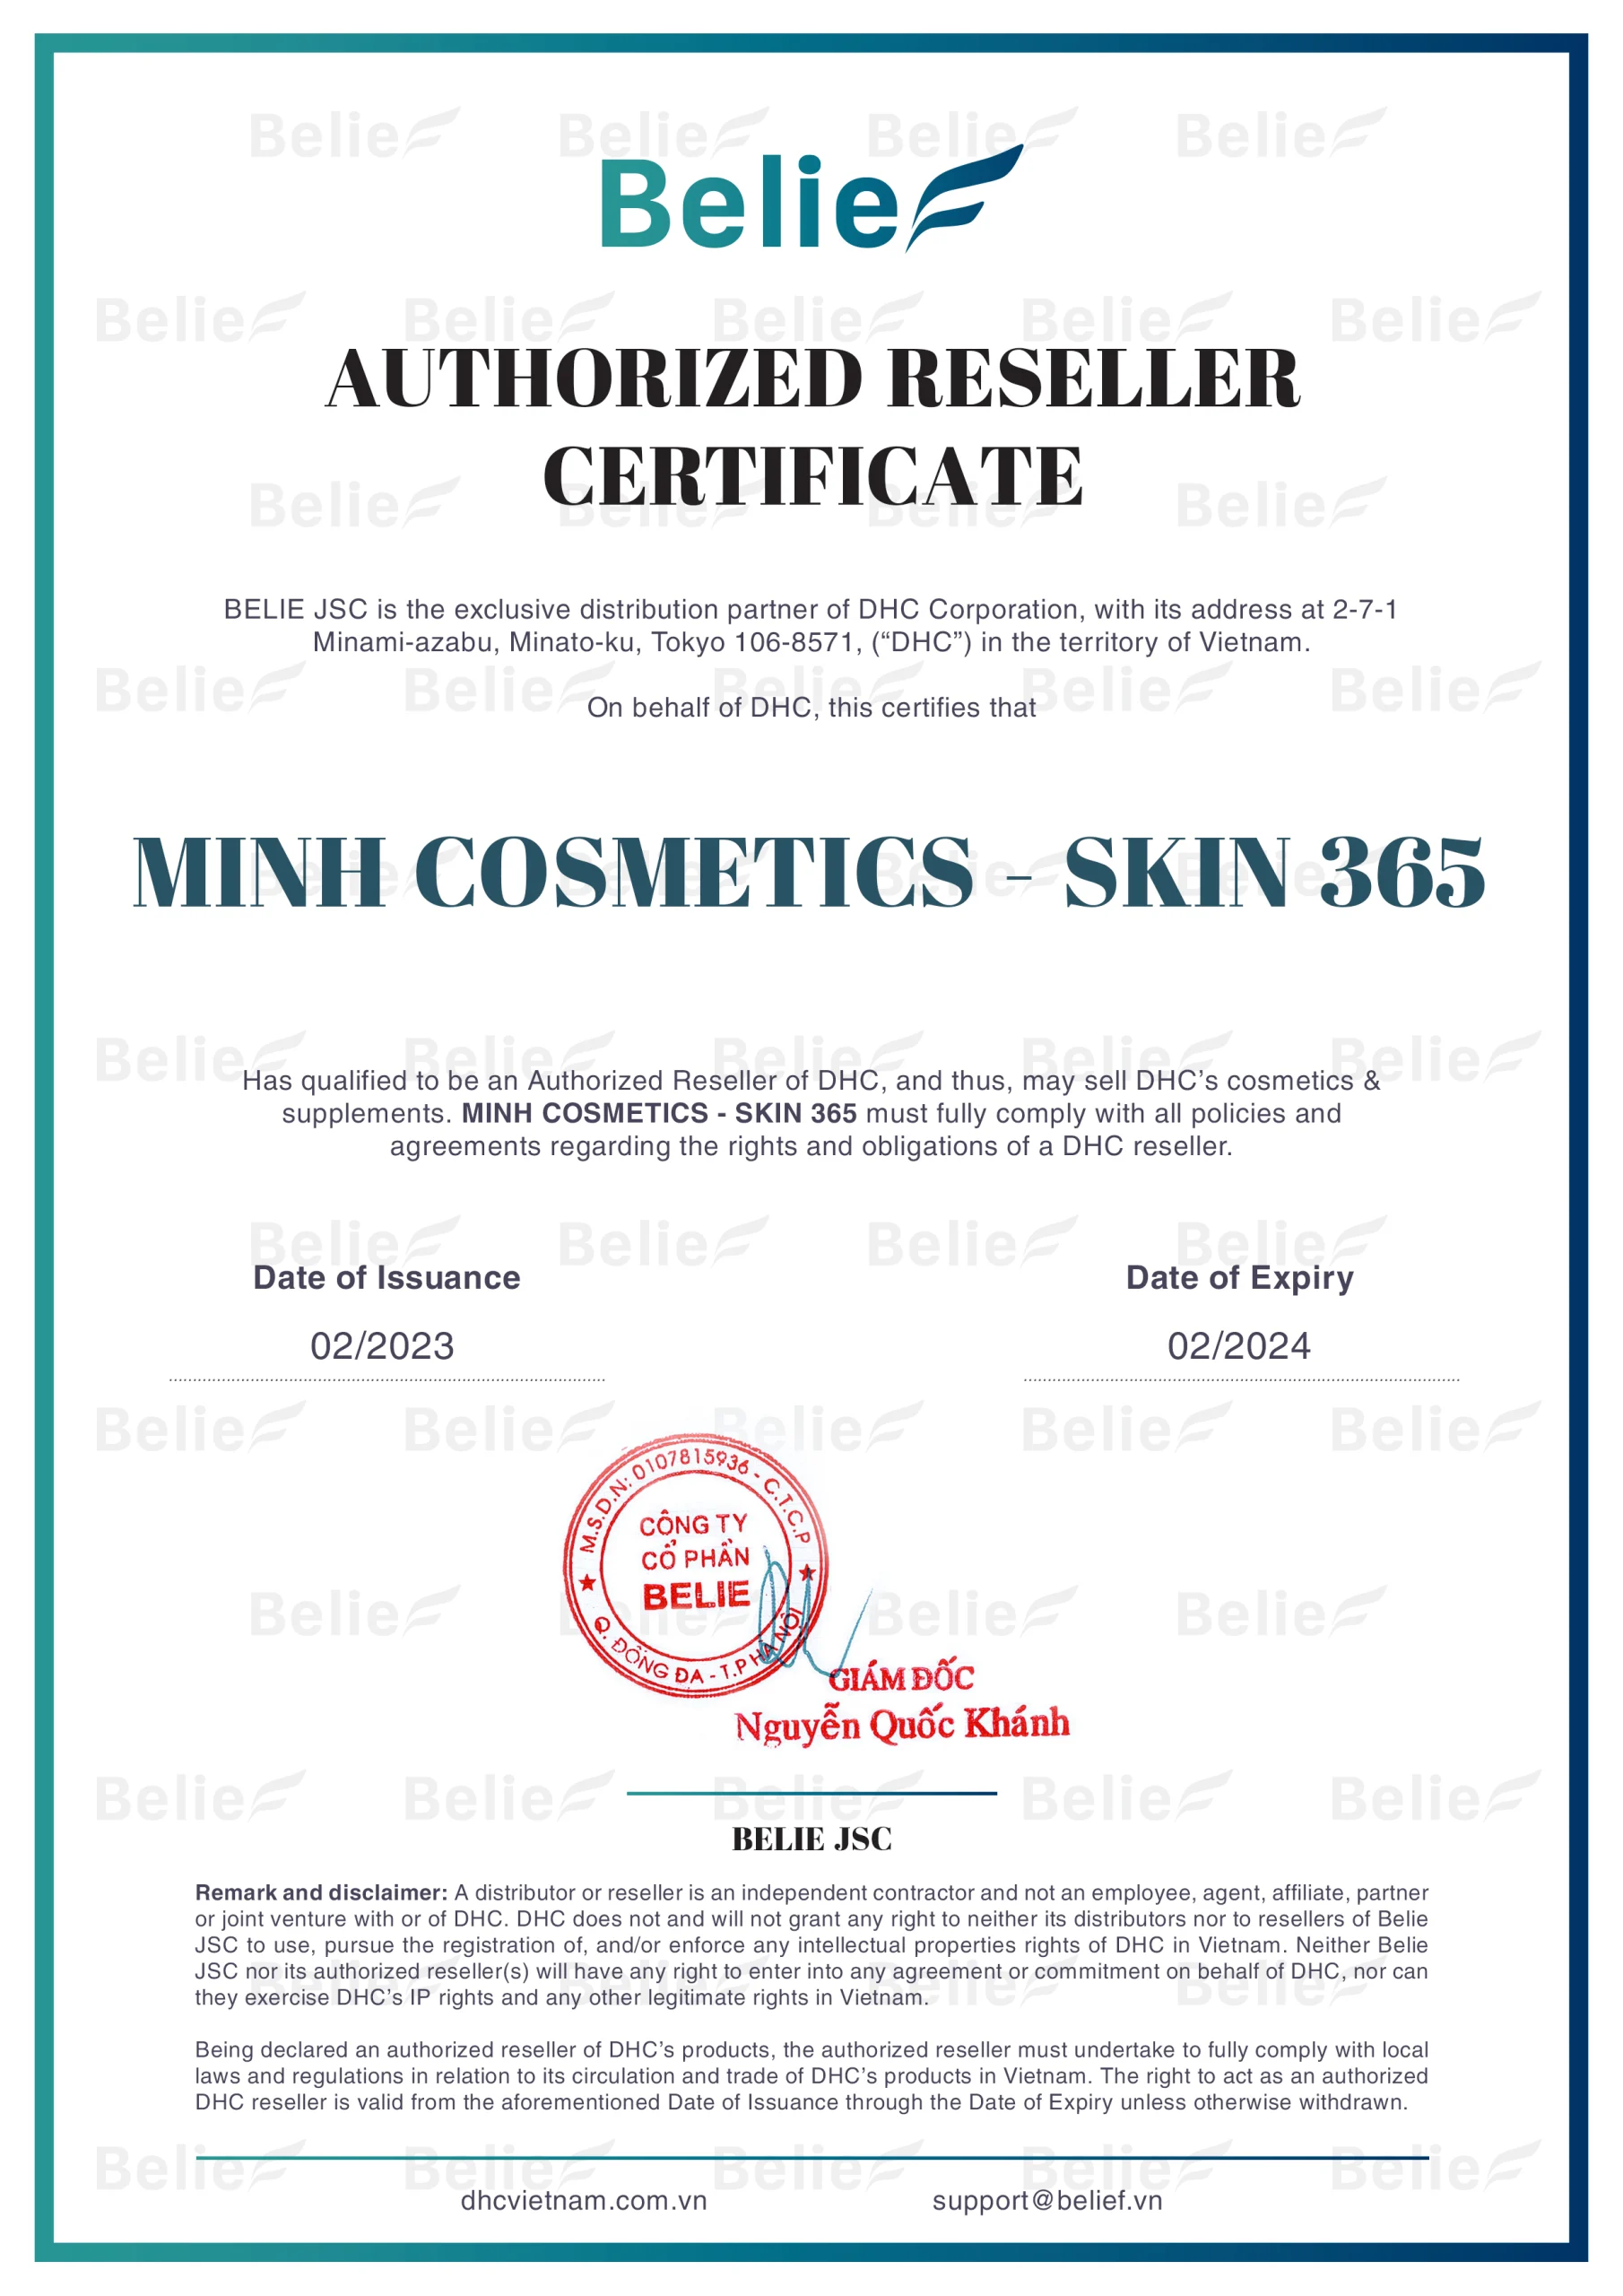 Belief
AUTHORIZED RESELLER
CERTIFICATE
BELIE JSC is the exclusive distribution partner of DHC Corporation, with its address at 2-7-1
Minami-azabu, Minato-ku, Tokyo 106-8571, (“DHC”) in the territory of Vietnam.
On behalf of DHC, this certifies that
MINH COSMETICS - SKIN 365
Has qualified to be an Authorized Reseller of DHC, and thus, may sell DHC’s cosmetics &
supplements. MINH COSMETICS - SKIN 365 must fully comply with all policies and
agreements regarding the rights and obligations of a DHC reseller.
Date of Issuance
02/2023
Date of Expiry
02/2024
M.S.D.N: 0107815936 - C.T.C.P
CÔNG TY
CỔ PHẦN
BELIE
Q. ĐỐNG ĐA - T.P HÀ NỘI
GIÁM ĐỐC
Nguyễn Quốc Khánh
BELIE JSC
Remark and disclaimer: A distributor or reseller is an independent contractor and not an employee, agent, affiliate, partner
or joint venture with or of DHC. DHC does not and will not grant any right to neither its distributors nor to resellers of Belie
JSC to use, pursue the registration of, and/or enforce any intellectual properties rights of DHC in Vietnam. Neither Belie
JSC nor its authorized reseller(s) will have any right to enter into any agreement or commitment on behalf of DHC, nor can
they exercise DHC’s IP rights and any other legitimate rights in Vietnam.
Being declared an authorized reseller of DHC’s products, the authorized reseller must undertake to fully comply with local
laws and regulations in relation to its circulation and trade of DHC’s products in Vietnam. The right to act as an authorized
DHC reseller is valid from the aforementioned Date of Issuance through the Date of Expiry unless otherwise withdrawn.
dhcvietnam.com.vn
support@belief.vn